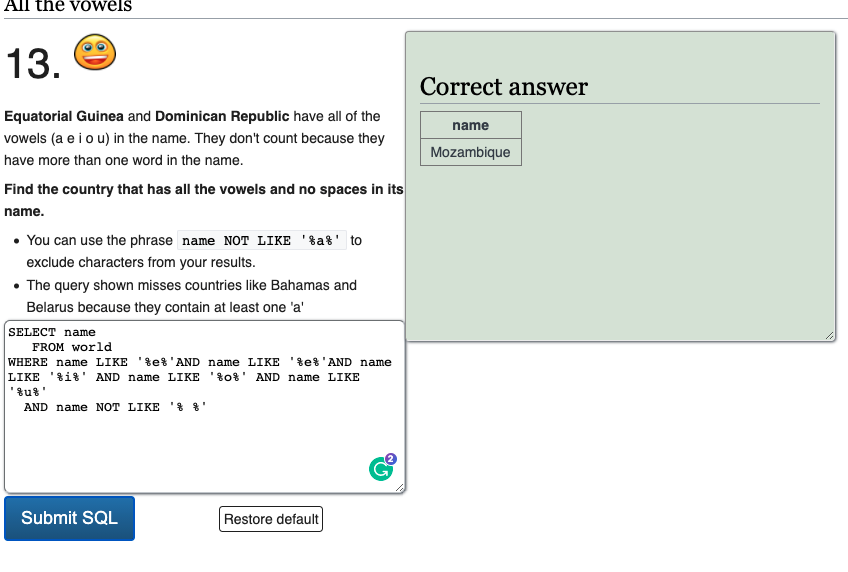 All the vowels
13.
Equatorial Guinea and Dominican Republic have all of the
vowels (a e i o u) in the name. They don't count because they
have more than one word in the name.
Find the country that has all the vowels and no spaces in its
name.
• You can use the phrase name NOT LIKE '%a%' to
exclude characters from your results.
• The query shown misses countries like Bahamas and
Belarus because they contain at least one 'a'
SELECT name
FROM world
WHERE name LIKE '%e%'AND name LIKE '%e%'AND name
LIKE '%i%' AND name LIKE '%o%' AND name LIKE
'%u%'
AND name NOT LIKE '% %'
2
Submit SQL
Restore default
Correct answer
name
Mozambique